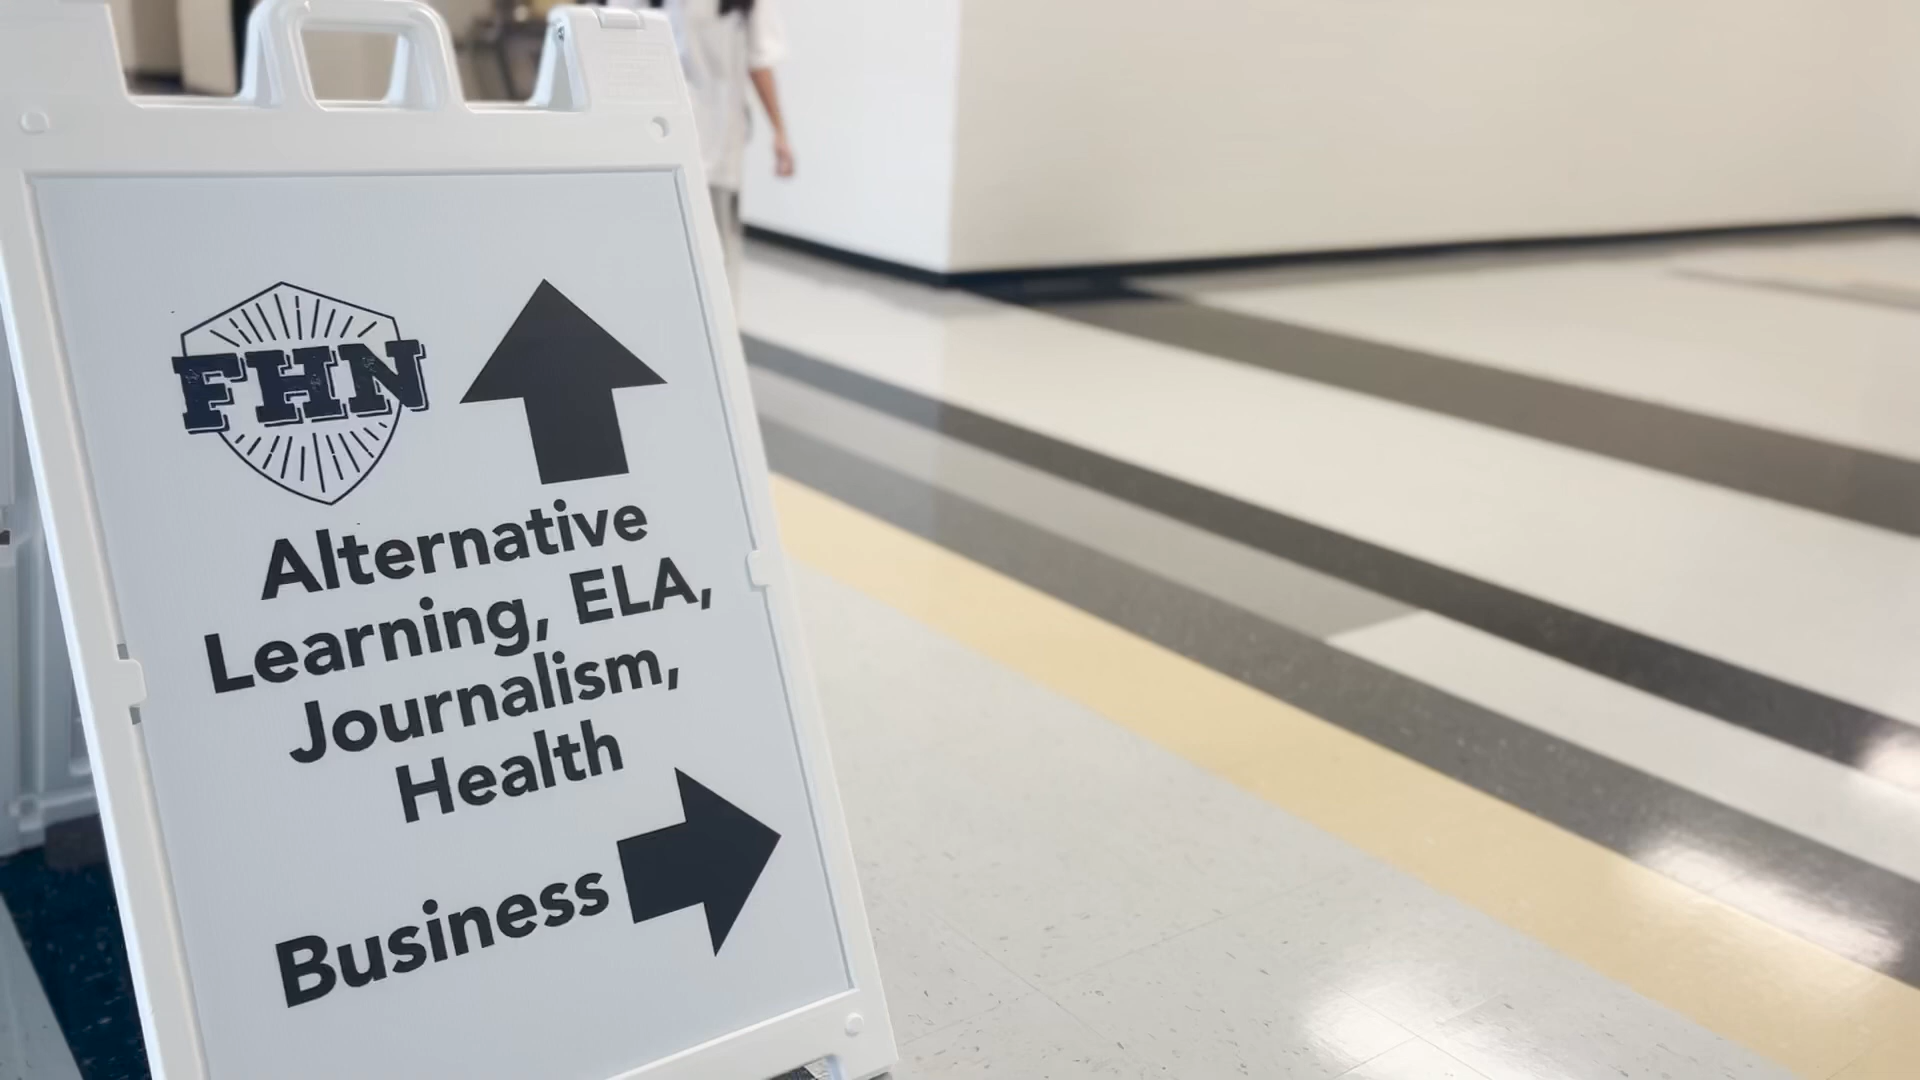 FHN
Alternative
Learning, ELA,
Journalism,
Health
Business